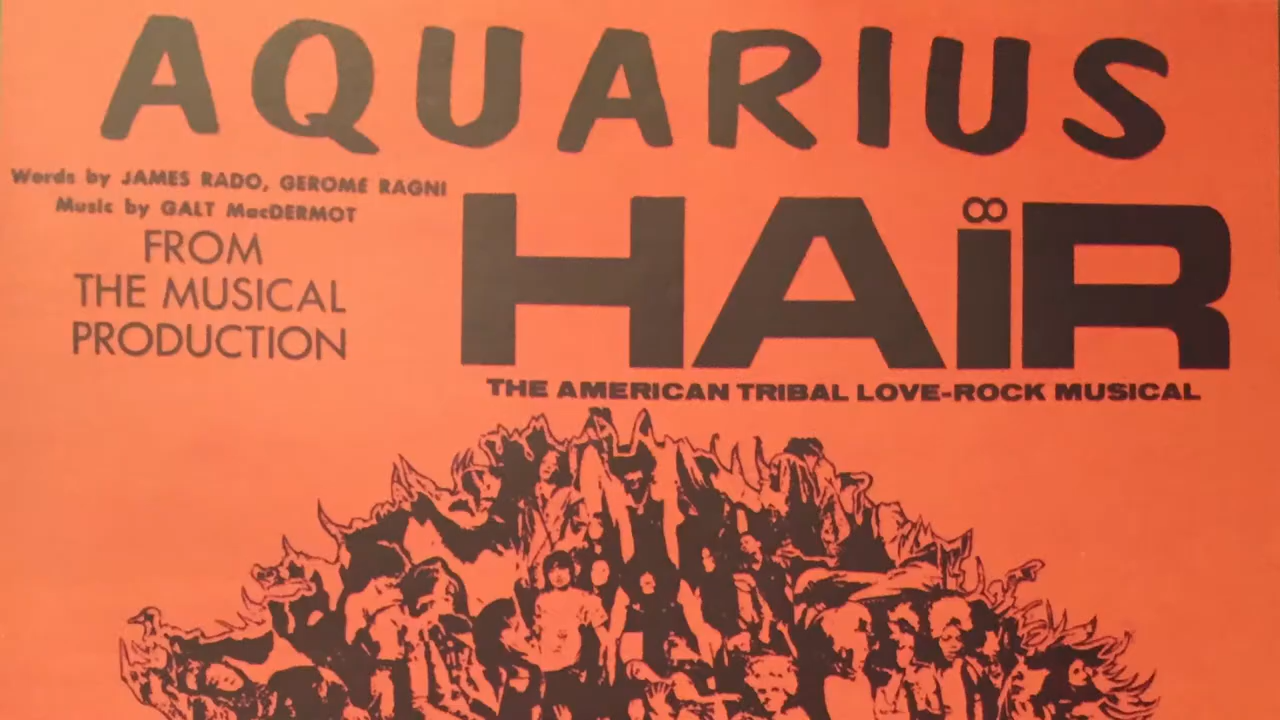 AQUARIUS
Words by JAMES RADO, GEROME RAGNI
Music by GALT MacDERMOT
FROM
THE MUSICAL
PRODUCTION
HAïR
THE AMERICAN TRIBAL LOVE-ROCK MUSICAL